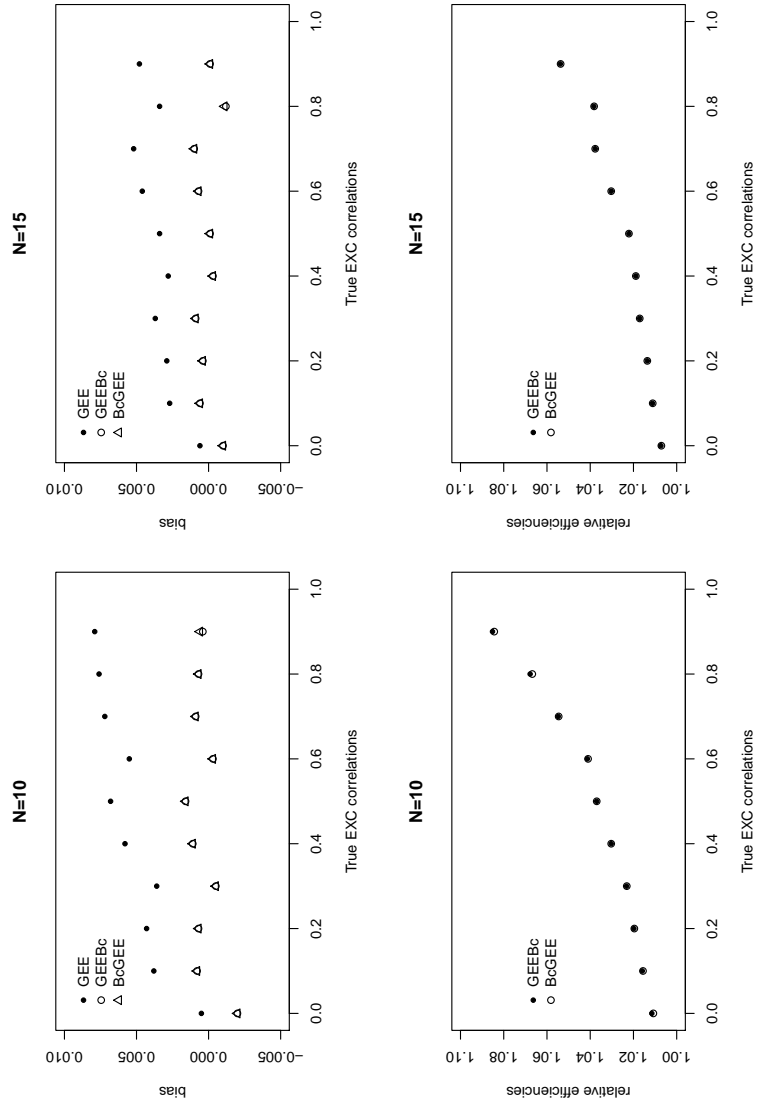 N=10
GEE
GEEBc
BcGEE
0.010
0.005
0.000
−0.005
bias
0.0 0.2 0.4 0.6 0.8 1.0
True EXC correlations
N=15
GEE
GEEBc
BcGEE
0.010
0.005
0.000
−0.005
bias
0.0 0.2 0.4 0.6 0.8 1.0
True EXC correlations
N=10
GEEBc
BcGEE
1.10
1.08
1.06
1.04
1.02
1.00
relative efficiencies
0.0 0.2 0.4 0.6 0.8 1.0
True EXC correlations
N=15
GEEBc
BcGEE
1.10
1.08
1.06
1.04
1.02
1.00
relative efficiencies
0.0 0.2 0.4 0.6 0.8 1.0
True EXC correlations